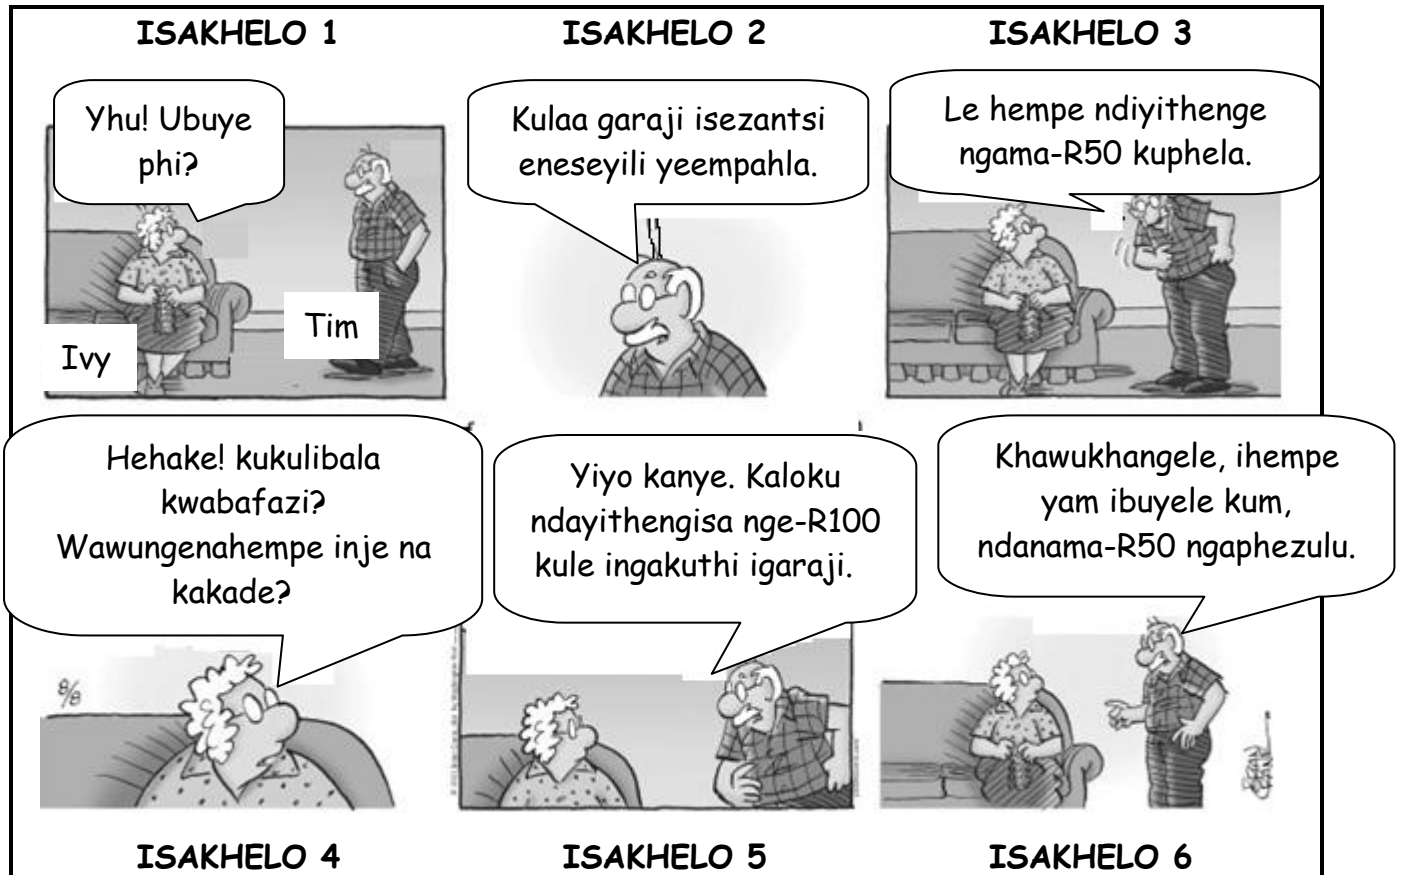 ISAKHELO 1
ISAKHELO 2
ISAKHELO 3
Yhu! Ubuye
phi?
Kulaa garaji isezantsi
eneseyili yeempahla.
Le hempe ndiyithenge
ngama-R50 kuphela.
Ivy
Tim
Hehake! kukulibala
kwabafazi?
Wawungenahempe inje na
kakade?
Yiyo kanye. Kaloku
ndayithengisa nge-R100
kule ingakuthi igaraji.
Khawukhangele, ihempe
yam ibuyele kum,
ndanama-R50 ngaphezulu.
8/8
ISAKHELO 4
ISAKHELO 5
ISAKHELO 6